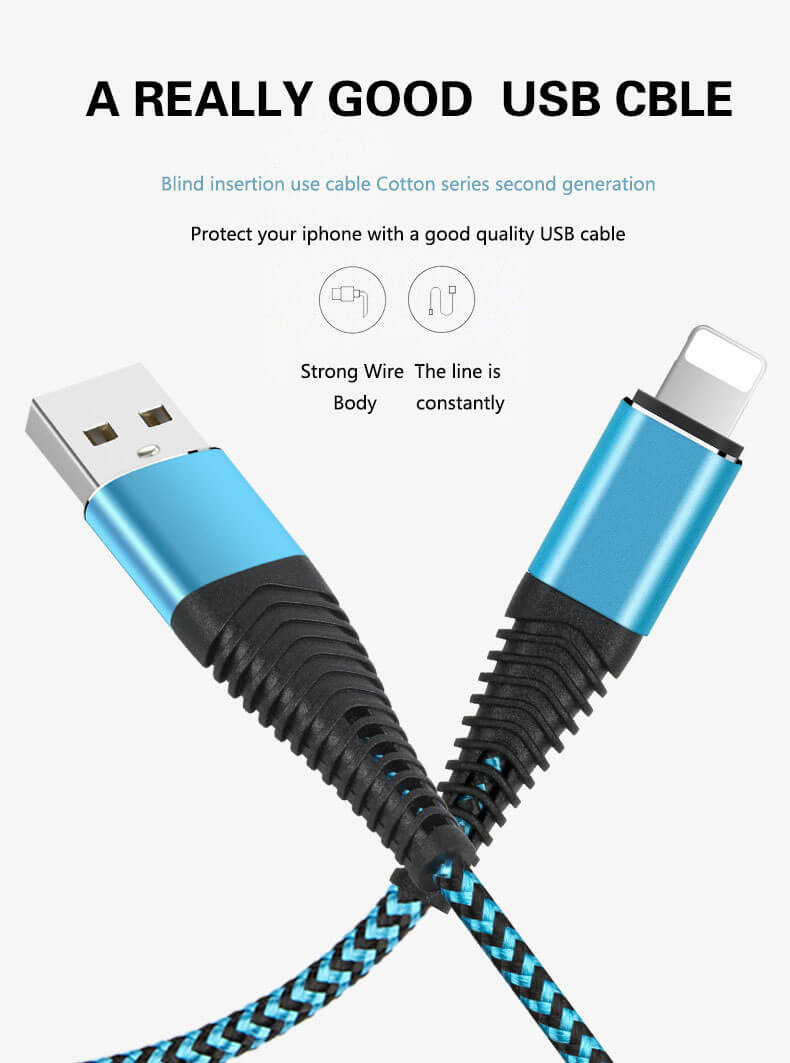 A REALLY GOOD USB CBLE
Blind insertion use cable Cotton series second generation
Protect your iphone with a good quality USB cable
Strong Wire
Body
The line is
constantly